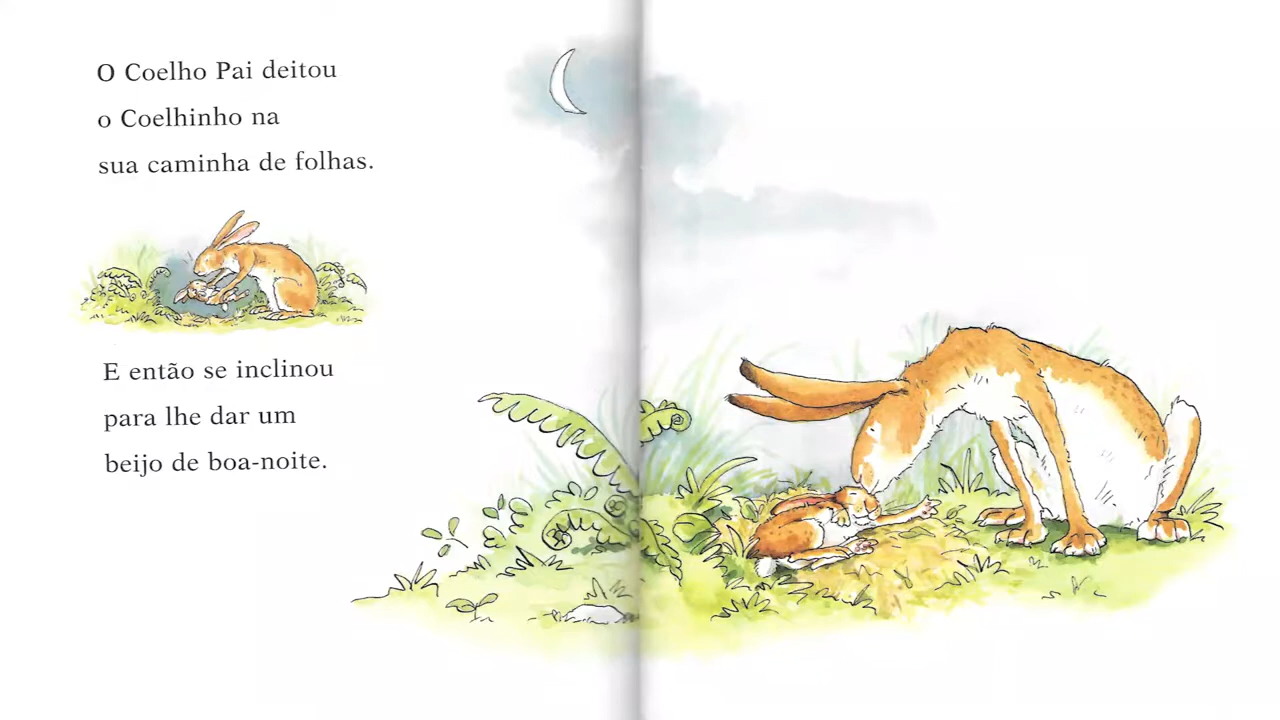 O Coelho Pai deitou
o Coelhinho na
sua caminha de folhas.
E então se inclinou
para lhe dar um
beijo de boa-noite.